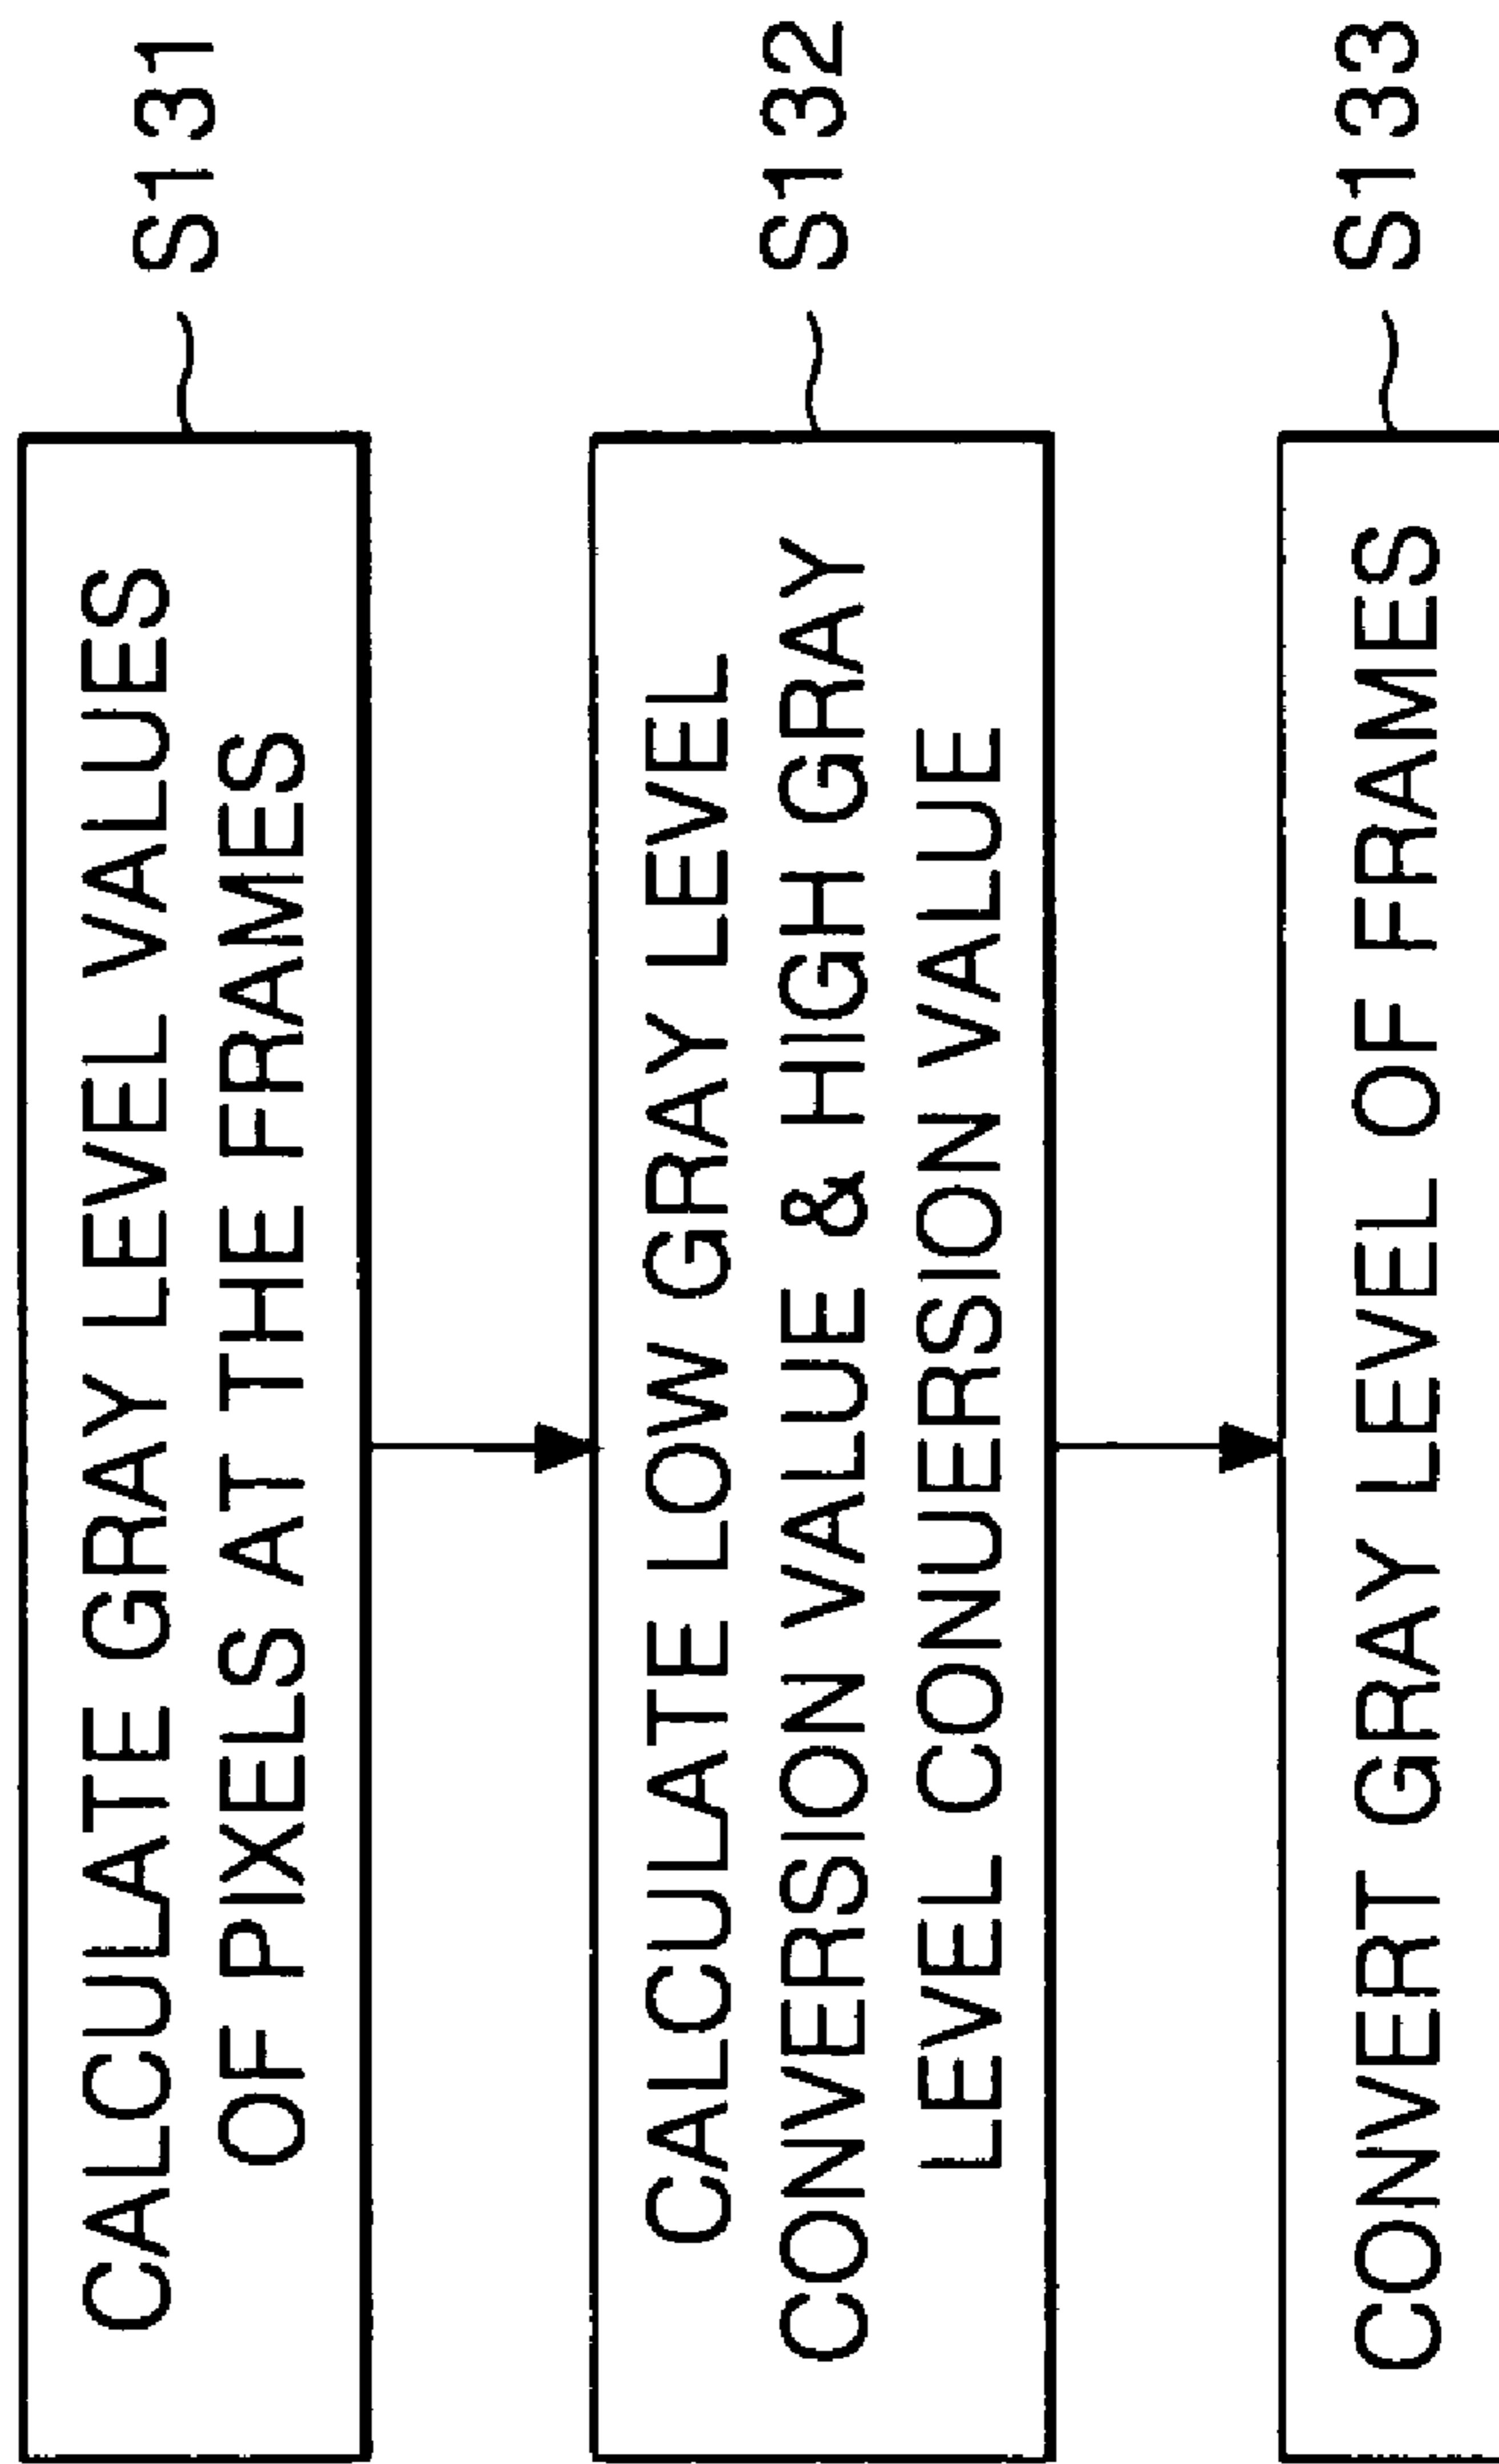 CALCULATE GRAY LEVEL VALUES
OF PIXELS AT THE FRAMES
S131
CALCULATE LOW GRAY LEVEL
CONVERSION VALUE & HIGH GRAY
LEVEL CONUERSION VALUE
S132
CONVERT GRAY LEVEL OF FRAMES
S133